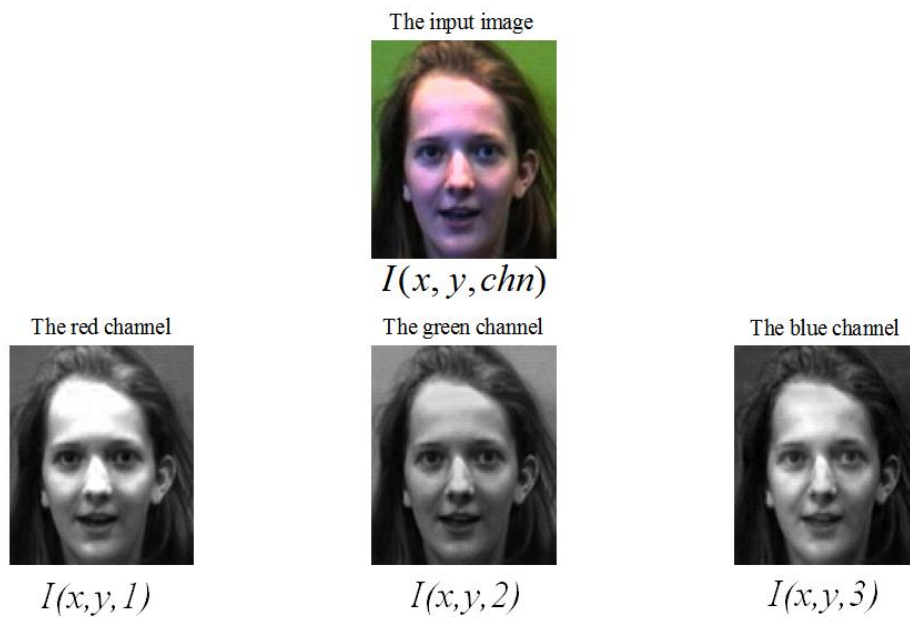 The input image
I(x, y, chn)
The red channel
The green channel
The blue channel
I(x,y,1)
I(x,y,2)
I(x,y,3)